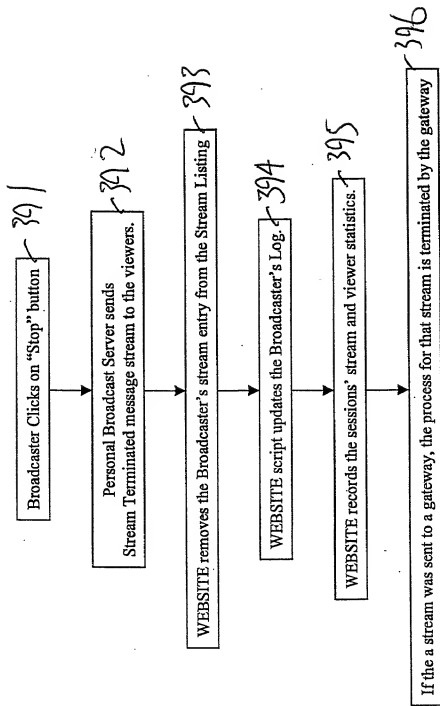 Broadcaster Clicks on "Stop" button
391
Personal Broadcast Server sends
Stream Terminated message stream to the viewers.
392
WEBSITE removes the Broadcaster's stream entry from the Stream Listing
393
WEBSITE script updates the Broadcaster's Log.
394
WEBSITE records the sessions' stream and viewer statistics.
395
If the a stream was sent to a gateway, the process for that stream is terminated by the gateway
396